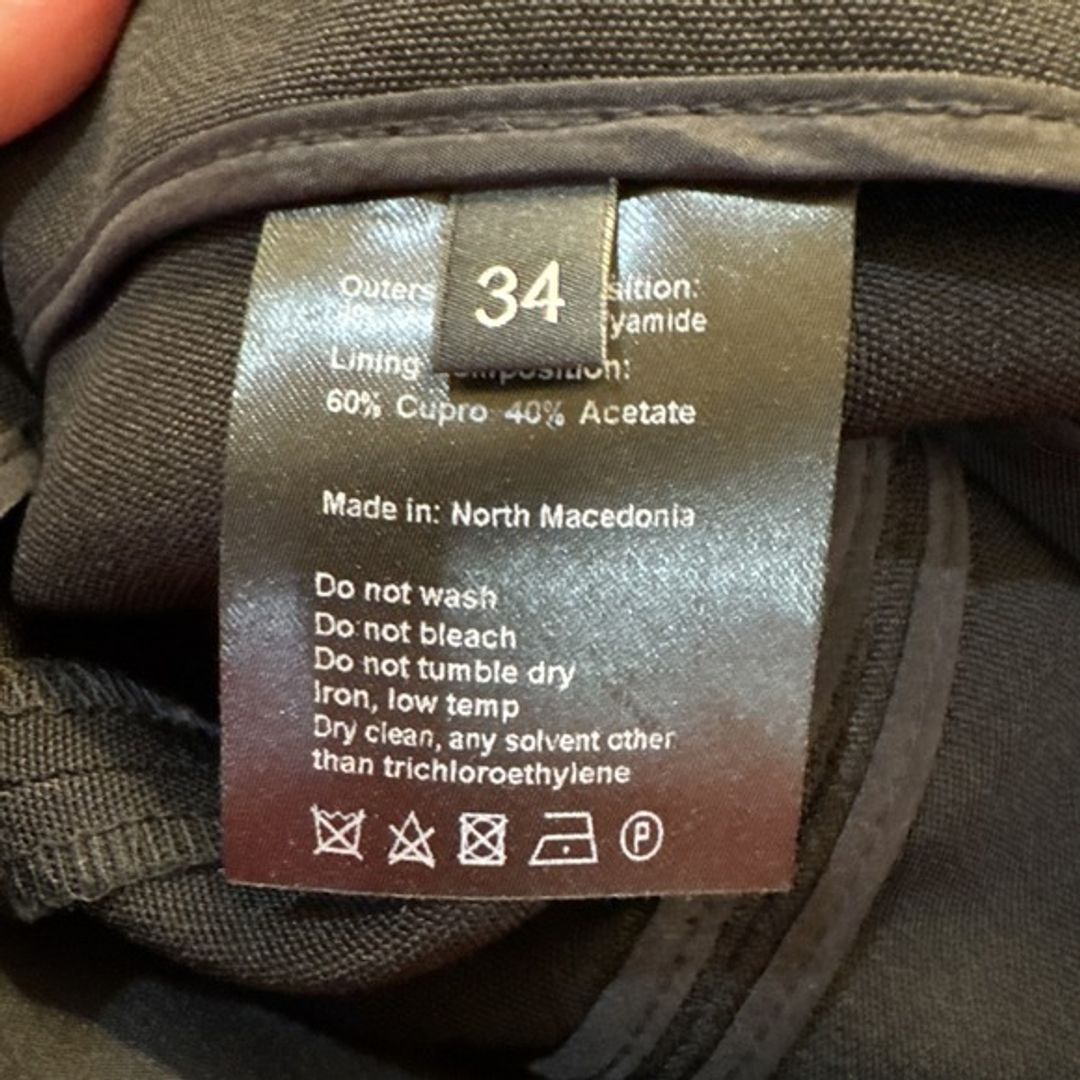 34
Outers sition:
yamide
Lining
60% Cupro 40% Acetate
Made in: North Macedonia
Do not wash
Do not bleach
Do not tumble dry
Iron, low temp
Dry clean, any solvent other
than trichloroethylene
P